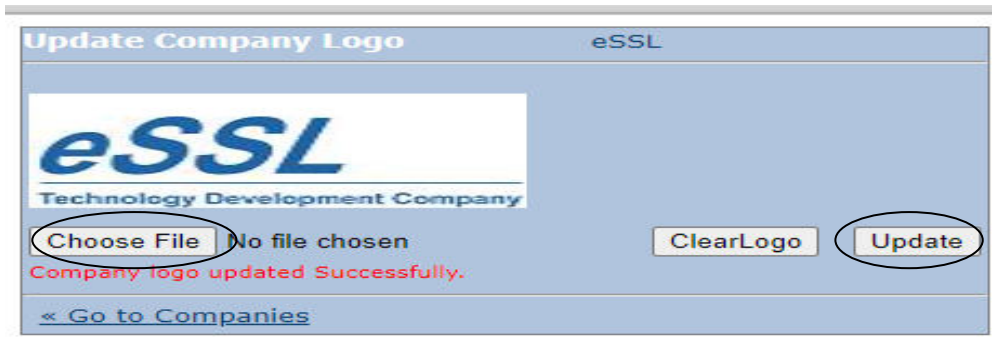 Update Company Logo eSSL
eSSL
Technology Development Company
Choose File No file chosen ClearLogo Update
Company logo updated Successfully.
« Go to Companies